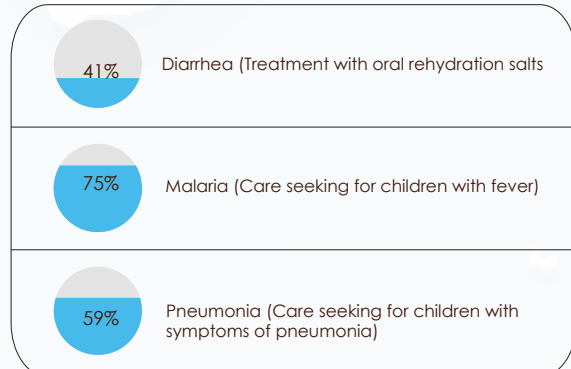 41%
Diarrhea (Treatment with oral rehydration salts
75%
Malaria (Care seeking for children with fever)
59%
Pneumonia (Care seeking for children with
symptoms of pneumonia)